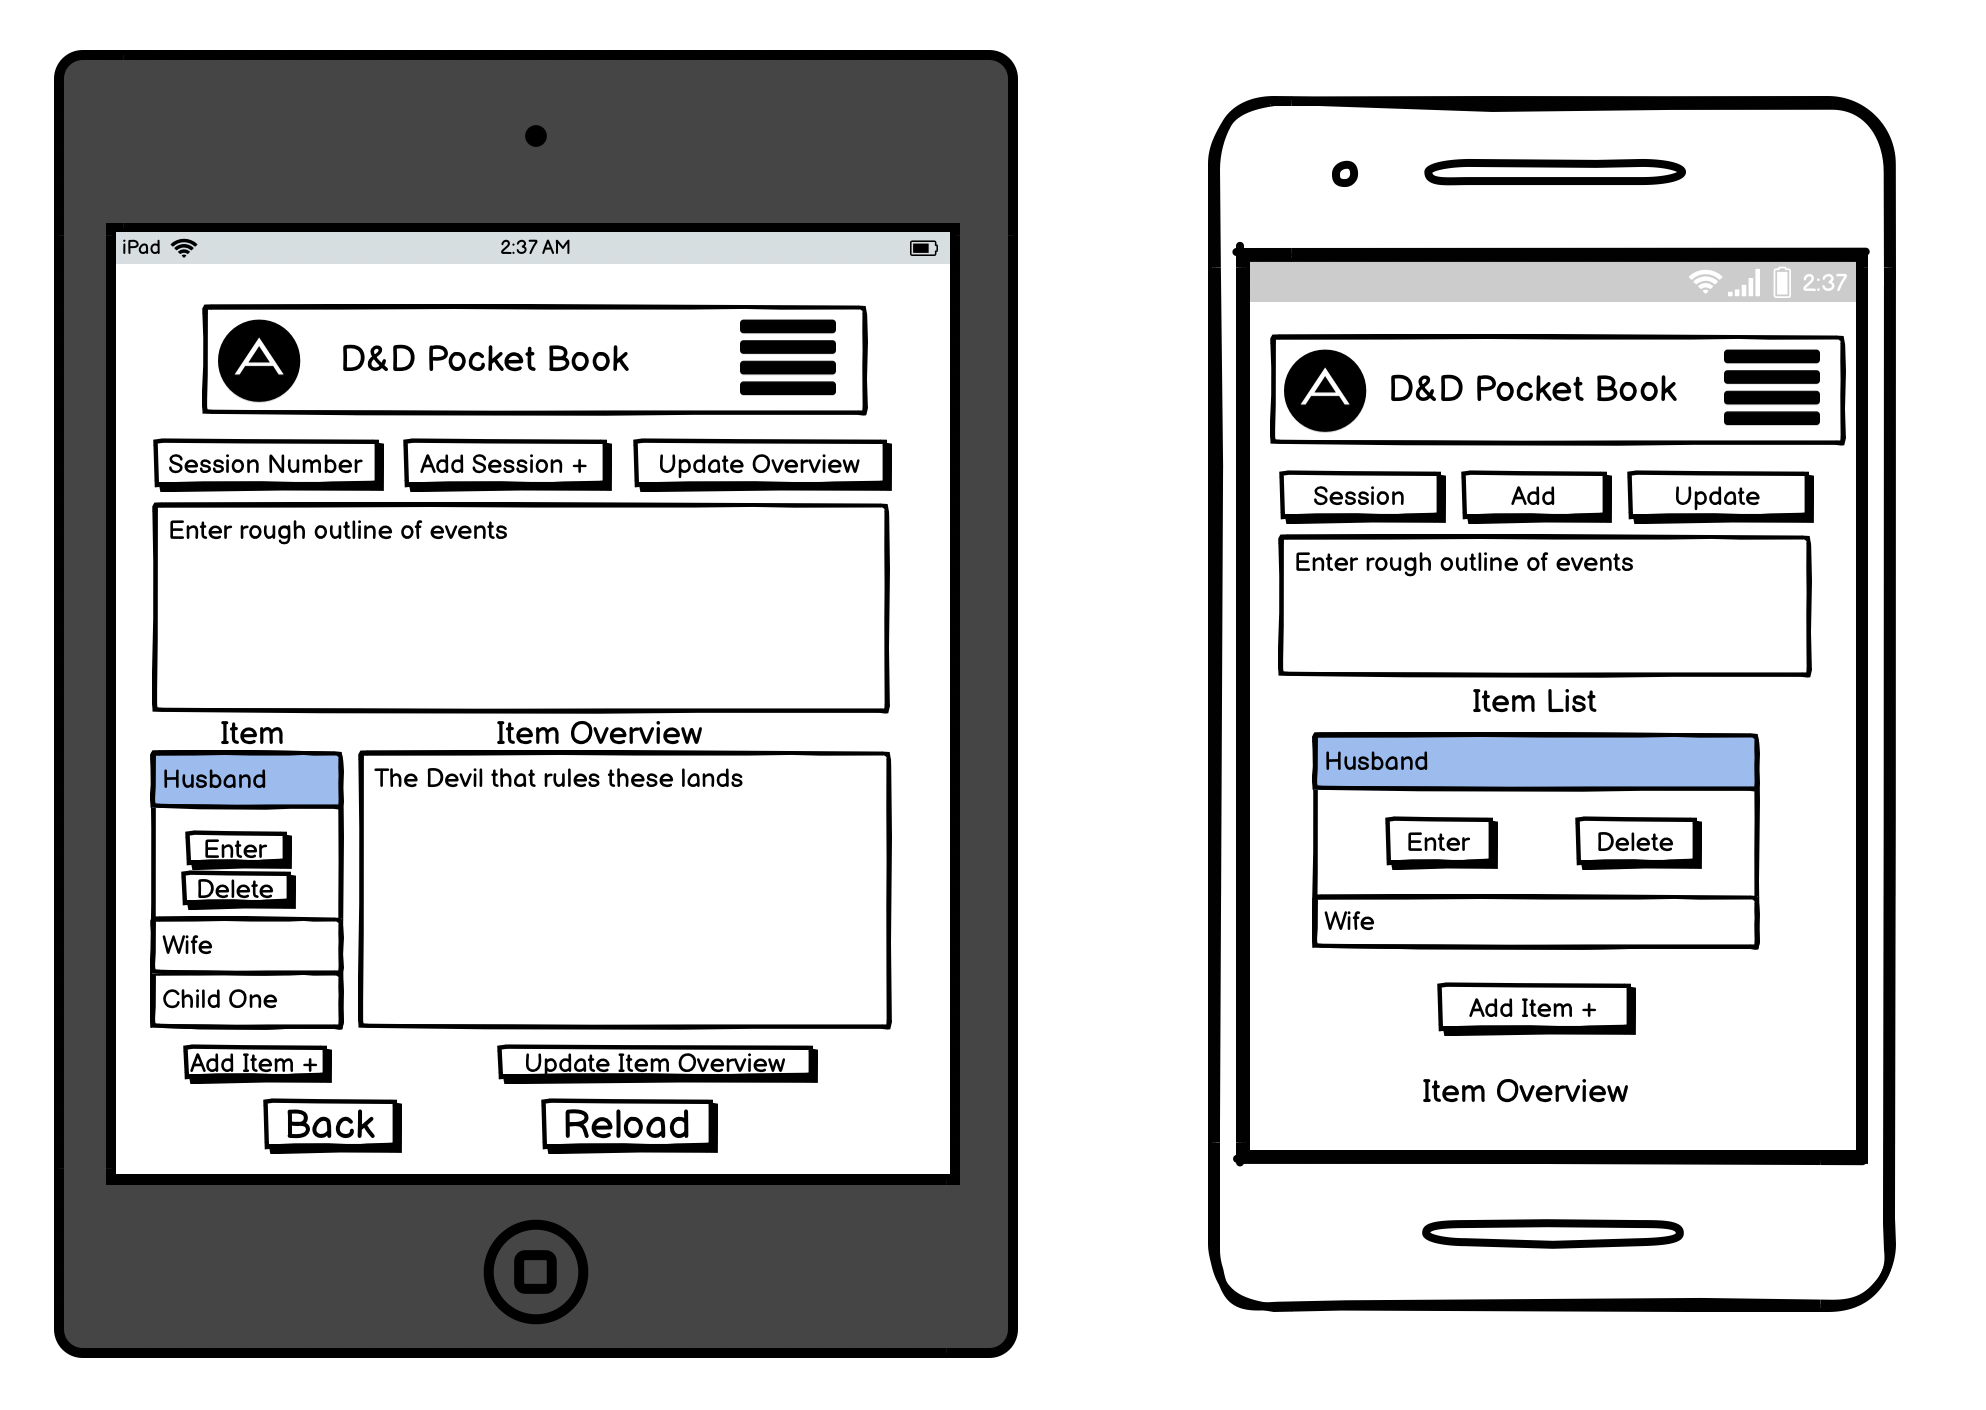 iPad 2:37 AM
A D&D Pocket Book
Session Number Add Session + Update Overview
Enter rough outline of events
Item Item Overview
Husband
The Devil that rules these lands
Enter
Delete
Wife
Child One
Add Item + Update Item Overview
Back Reload
2:37
A D&D Pocket Book
Session Add Update
Enter rough outline of events
Item List
Husband
Enter Delete
Wife
Add Item +
Item Overview